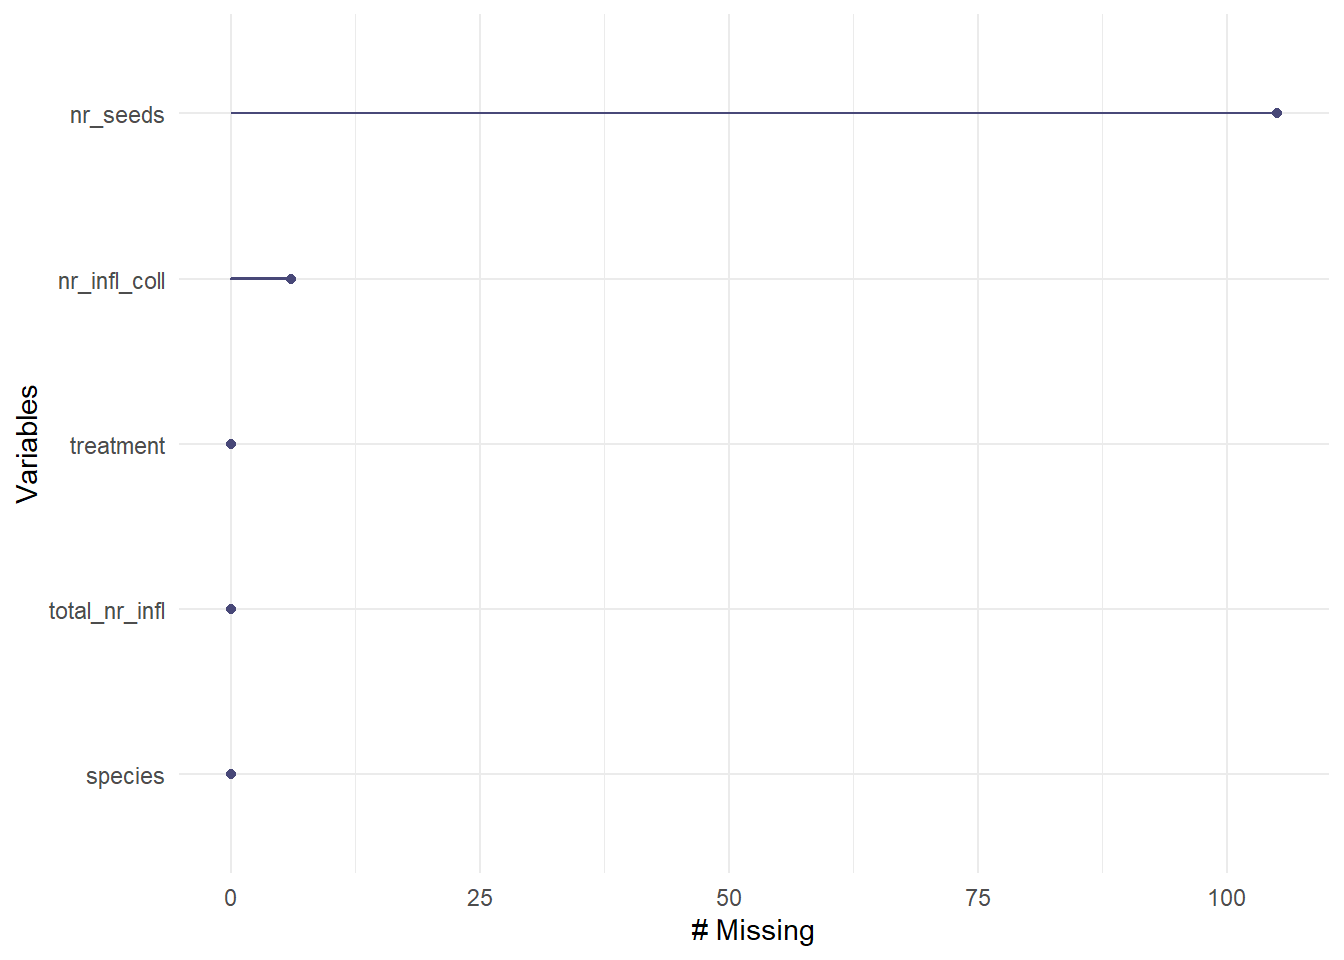 nr_seeds
nr_infl_coll
treatment
total_nr_infl
species
Variables
0 25 50 75 100
# Missing